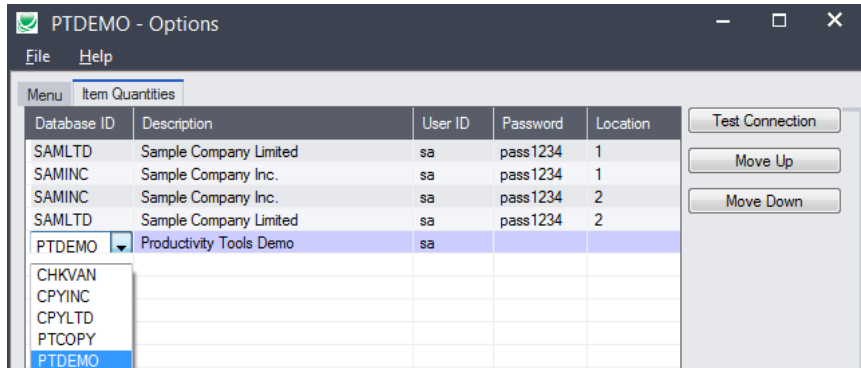 PTDEMO - Options
File Help
Menu Item Quantities
Database ID Description User ID Password Location Test Connection
SAMLTD Sample Company Limited sa pass1234 1
SAMINC Sample Company Inc. sa pass1234 1 Move Up
SAMINC Sample Company Inc. sa pass1234 2 Move Down
SAMLTD Sample Company Limited sa pass1234 2
PTDEMO Productivity Tools Demo sa
CHKVAN
CPYINC
CPYLTD
PTCOPY
PTDEMO